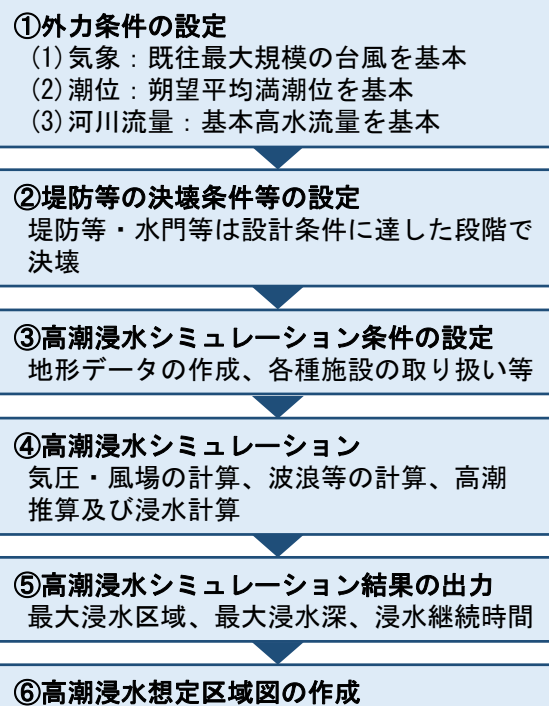 ①外力条件の設定
(1)気象：既往最大規模の台風を基本
(2)潮位：朔望平均満潮位を基本
(3)河川流量：基本高水流量を基本
②堤防等の決壊条件等の設定
堤防等・水門等は設計条件に達した段階で
決壊
③高潮浸水シミュレーション条件の設定
地形データの作成、各種施設の取り扱い等
④高潮浸水シミュレーション
気圧・風場の計算、波浪等の計算、高潮
推算及び浸水計算
⑤高潮浸水シミュレーション結果の出力
最大浸水区域、最大浸水深、浸水継続時間
⑥高潮浸水想定区域図の作成